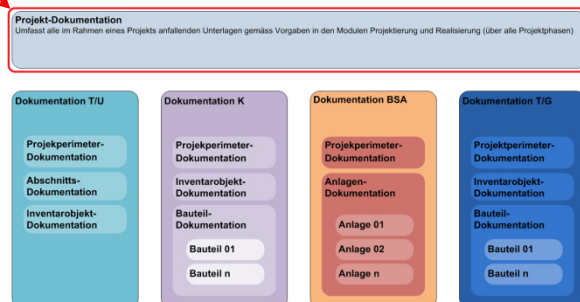 Projekt-Dokumentation
Umfasst alle im Rahmen eines Projekts anfallenden Unterlagen gemäss Vorgaben in den Modulen Projektierung und Realisierung (über alle Projektphasen)
Dokumentation T/U
Projekperimeter-
Dokumentation
Abschnitts-
Dokumentation
Inventarobjekt-
Dokumentation
Dokumentation K
Projekperimeter-
Dokumentation
Inventarobjekt-
Dokumentation
Bauteil-
Dokumentation
Bauteil 01
Bauteil n
Dokumentation BSA
Projekperimeter-
Dokumentation
Anlagen-
Dokumentation
Anlage 01
Anlage 02
Anlage n
Dokumentation T/G
Projektperimeter-
Dokumentation
Inventarobjekt-
Dokumentation
Bauteil-
Dokumentation
Bauteil 01
Bauteil n